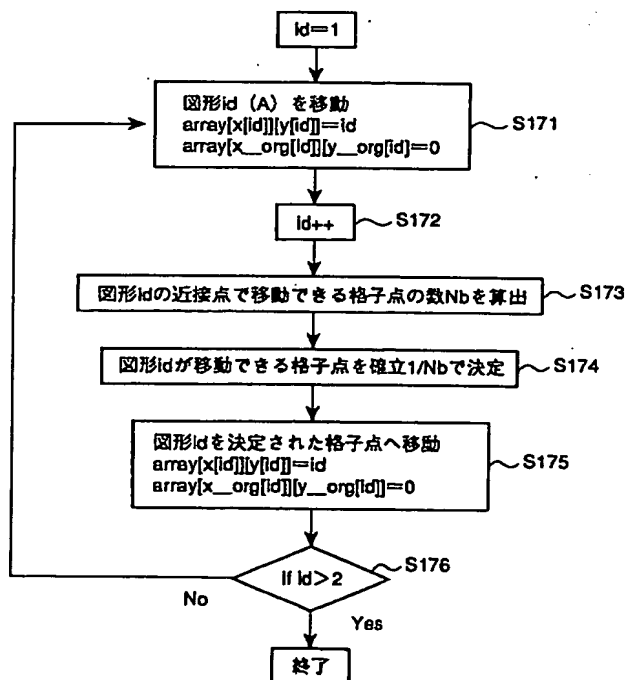 id=1
図形id (A) を移動
array[x[id]][y[id]]=id
array[x__org[id]][y__org[id]=0
S171
id++
S172
図形idの近接点で移動できる格子点の数Nbを算出
S173
図形idが移動できる格子点を確立1/Nbで決定
S174
図形idを決定された格子点へ移動
array[x[id]][y[id]]=id
array[x__org[id]][y__org[id]]=0
S175
if id>2
S176
No
Yes
終了